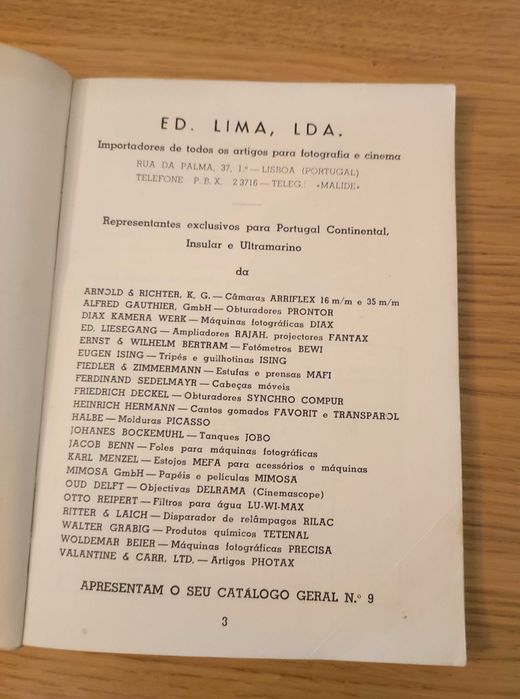 ED. LIMA, LDA.
Importadores de todos os artigos para fotografia e cinema
RUA DA PALMA, 37, 1.º — LISBOA (PORTUGAL)
TELEFONE P. B. X. 2 3716 — TELEG.: «MALIDE»
Representantes exclusivos para Portugal Continental,
Insular e Ultramarino
da
ARNOLD & RICHTER, K. G. — Câmaras ARRIFLEX 16 m/m e 35 m/m
ALFRED GAUTHIER, GmbH — Obturadores PRONTOR
DIAX KAMERA WERK — Máquinas fotográficas DIAX
ED. LIESEGANG — Ampliadores RAJAH, projectores FANTAX
ERNST & WILHELM BERTRAM — Fotómetros BEWI
EUGEN ISING — Tripés e guilhotinas ISING
FIEDLER & ZIMMERMANN — Estufas e prensas MAFI
FERDINAND SEDELMAYR — Cabeças móveis
FRIEDRICH DECKEL — Obturadores SYNCHRO COMPUR
HEINRICH HERMANN — Cantos gomados FAVORIT e TRANSPAROL
HALBE — Molduras PICASSO
JOHANES BOCKEMÜHL — Tanques JOBO
JACOB BENN — Foles para máquinas fotográficas
KARL MENZEL — Estojos MEFA para acessórios e máquinas
MIMOSA GmbH — Papéis e películas MIMOSA
OUD DELFT — Objectivas DELRAMA (Cinemascope)
OTTO REIPERT — Filtros para água LU-WI-MAX
RITTER & LAICH — Disparador de relâmpagos RILAC
WALTER GRABIG — Produtos químicos TETENAL
WOLDEMAR BEIER — Máquinas fotográficas PRECISA
VALANTINE & CARR, LTD. — Artigos PHOTAX
APRESENTAM O SEU CATÁLOGO GERAL N.º 9
3